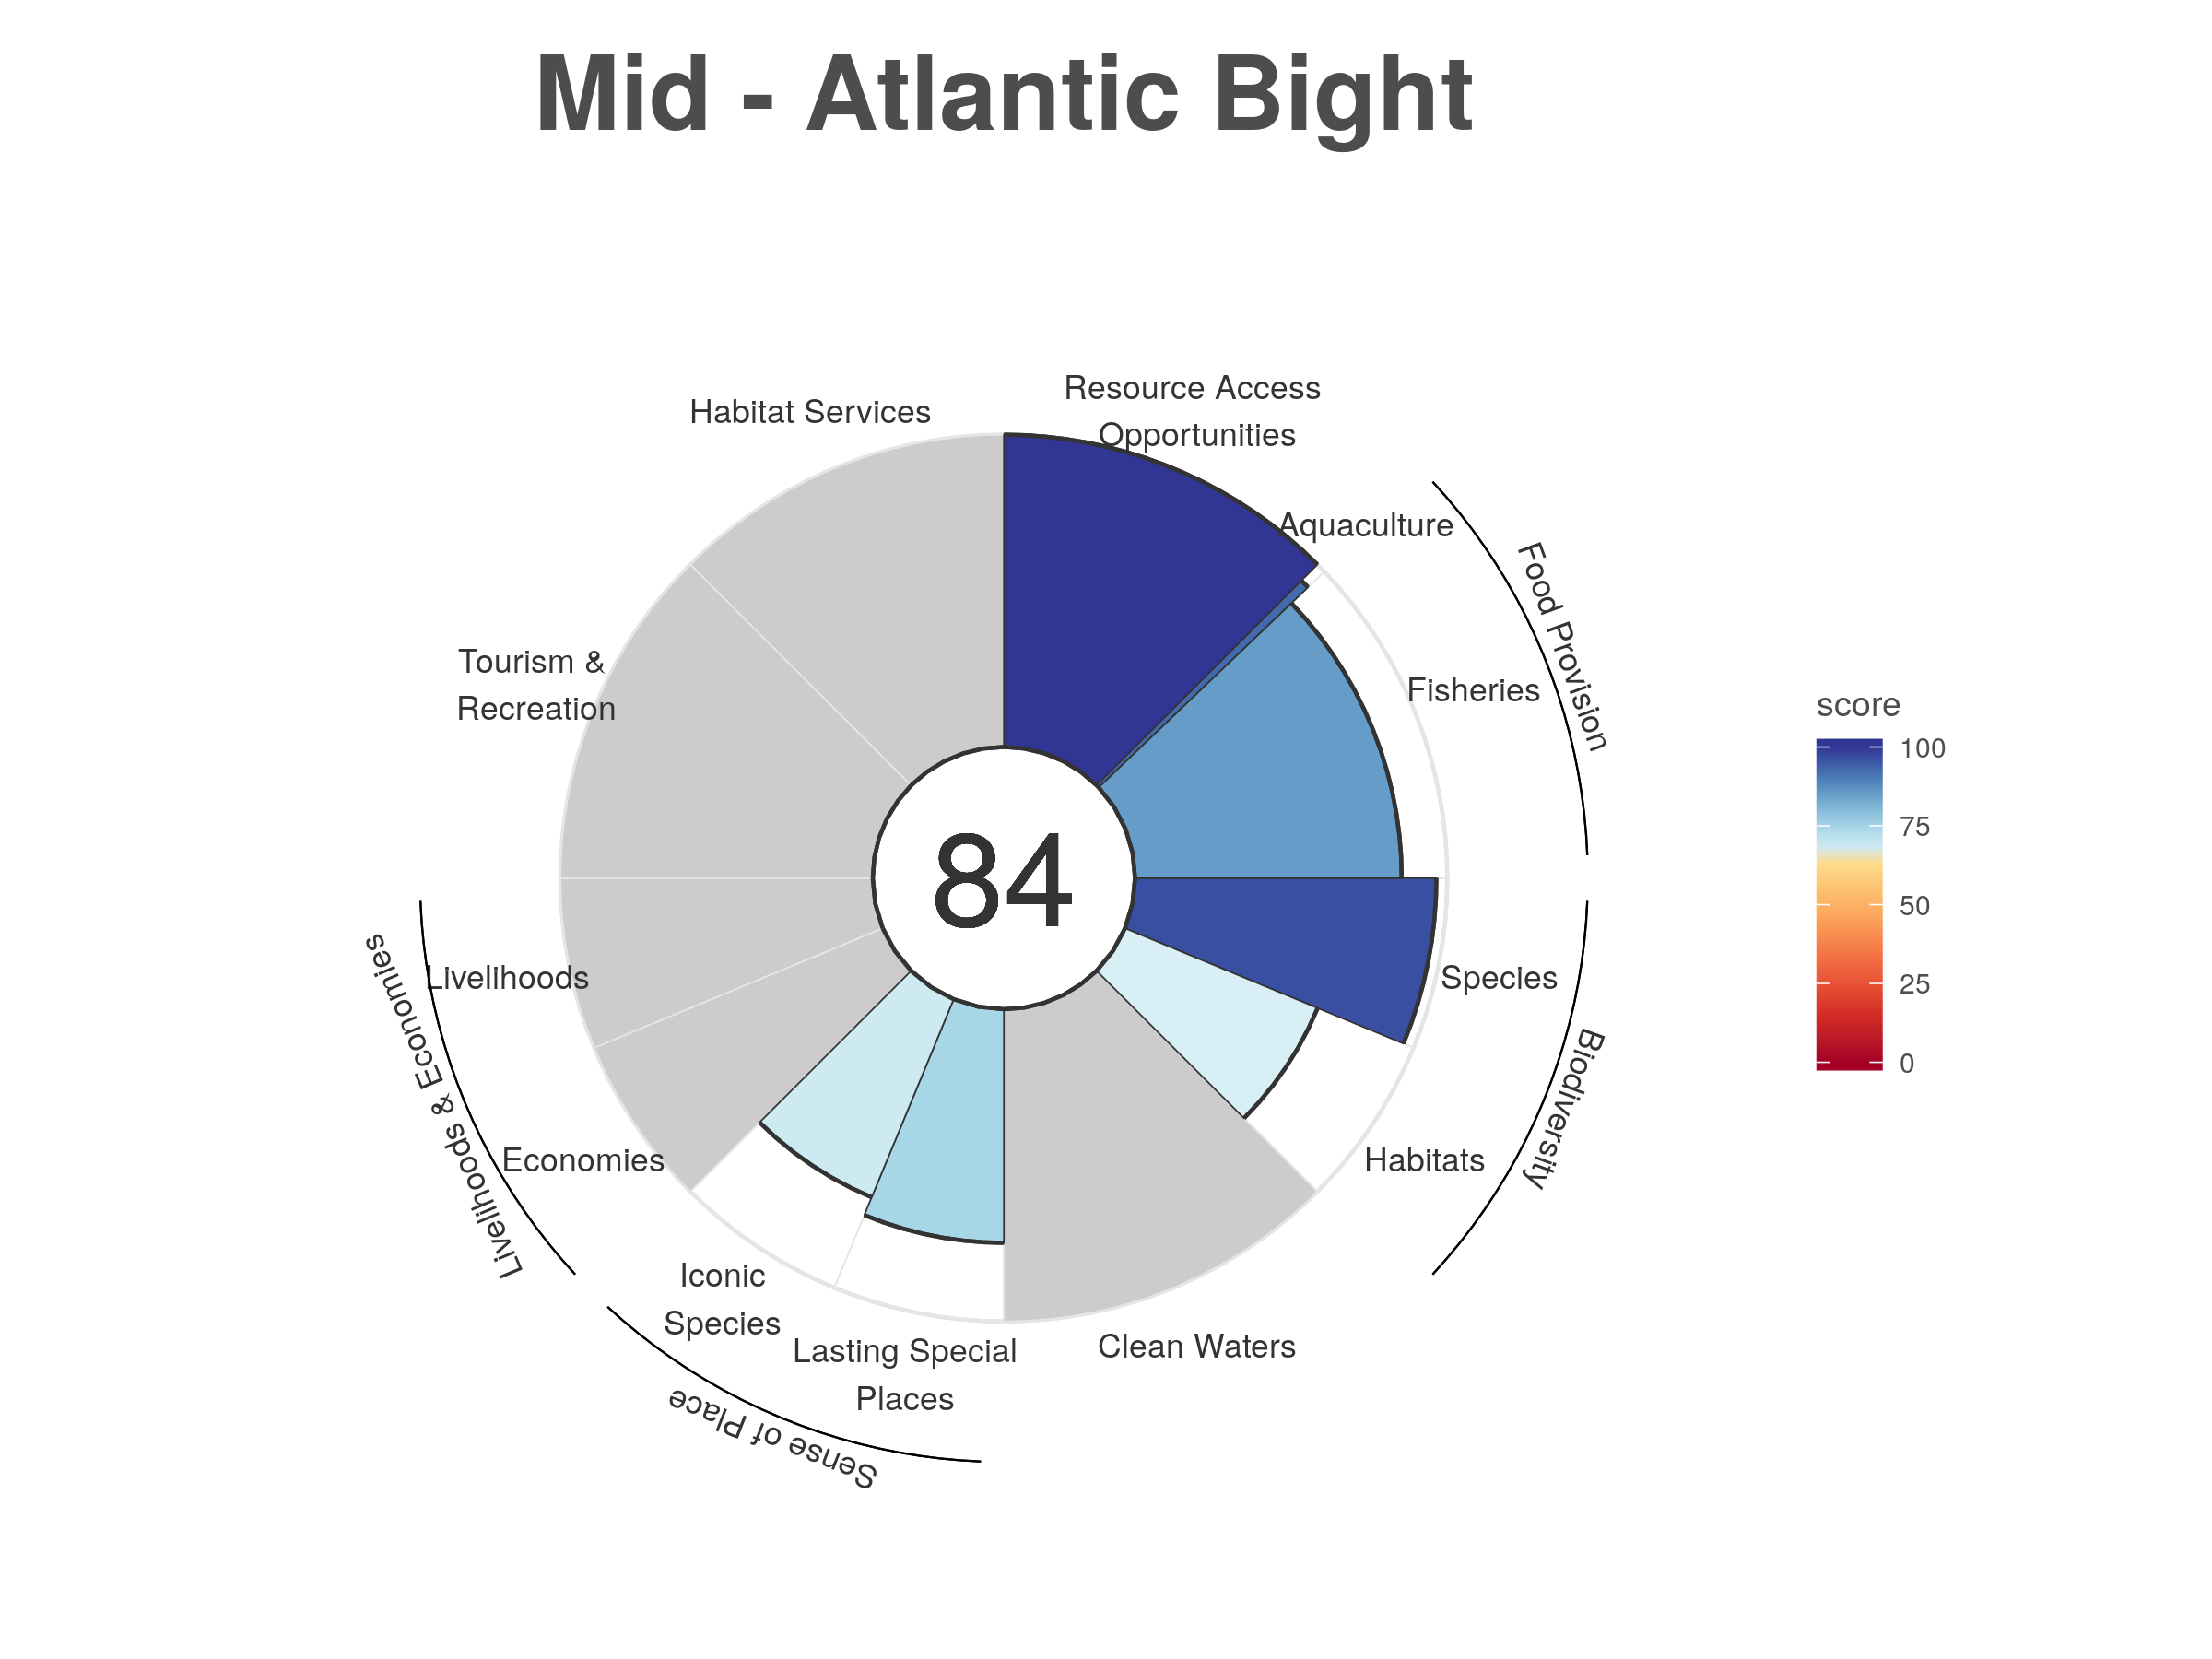 Mid - Atlantic Bight
Resource Access
Opportunities
Habitat Services
Aquaculture
Food Provision
Tourism &
Recreation
Fisheries
score
100
75
50
25
0
84
Livelihoods
Species
Livelihoods & Economies
Biodiversity
Economies
Habitats
Iconic
Species
Lasting Special
Places
Clean Waters
Sense of Place